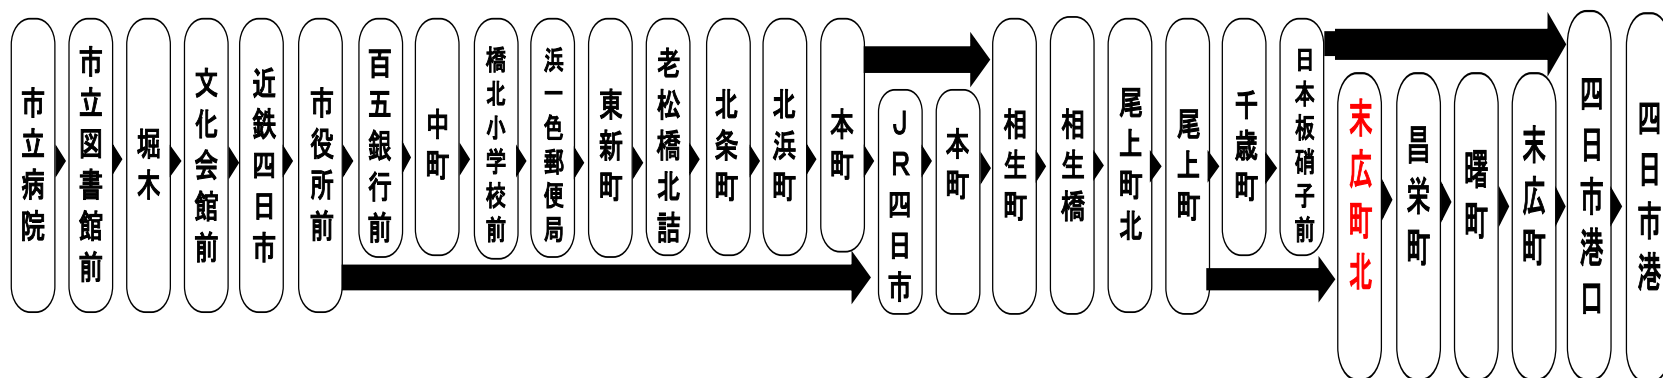 市立病院
市立図書館前
堀木
文化会館前
近鉄四日市
市役所前
百五銀行前
中町
橋北小学校前
浜一色郵便局
東新町
老松橋北詰
北条町
北浜町
本町
JR四日市
本町
相生町
相生橋
尾上町北
尾上町
千歳町
日本板硝子前
末広町北
昌栄町
曙町
末広町
四日市港口
四日市港